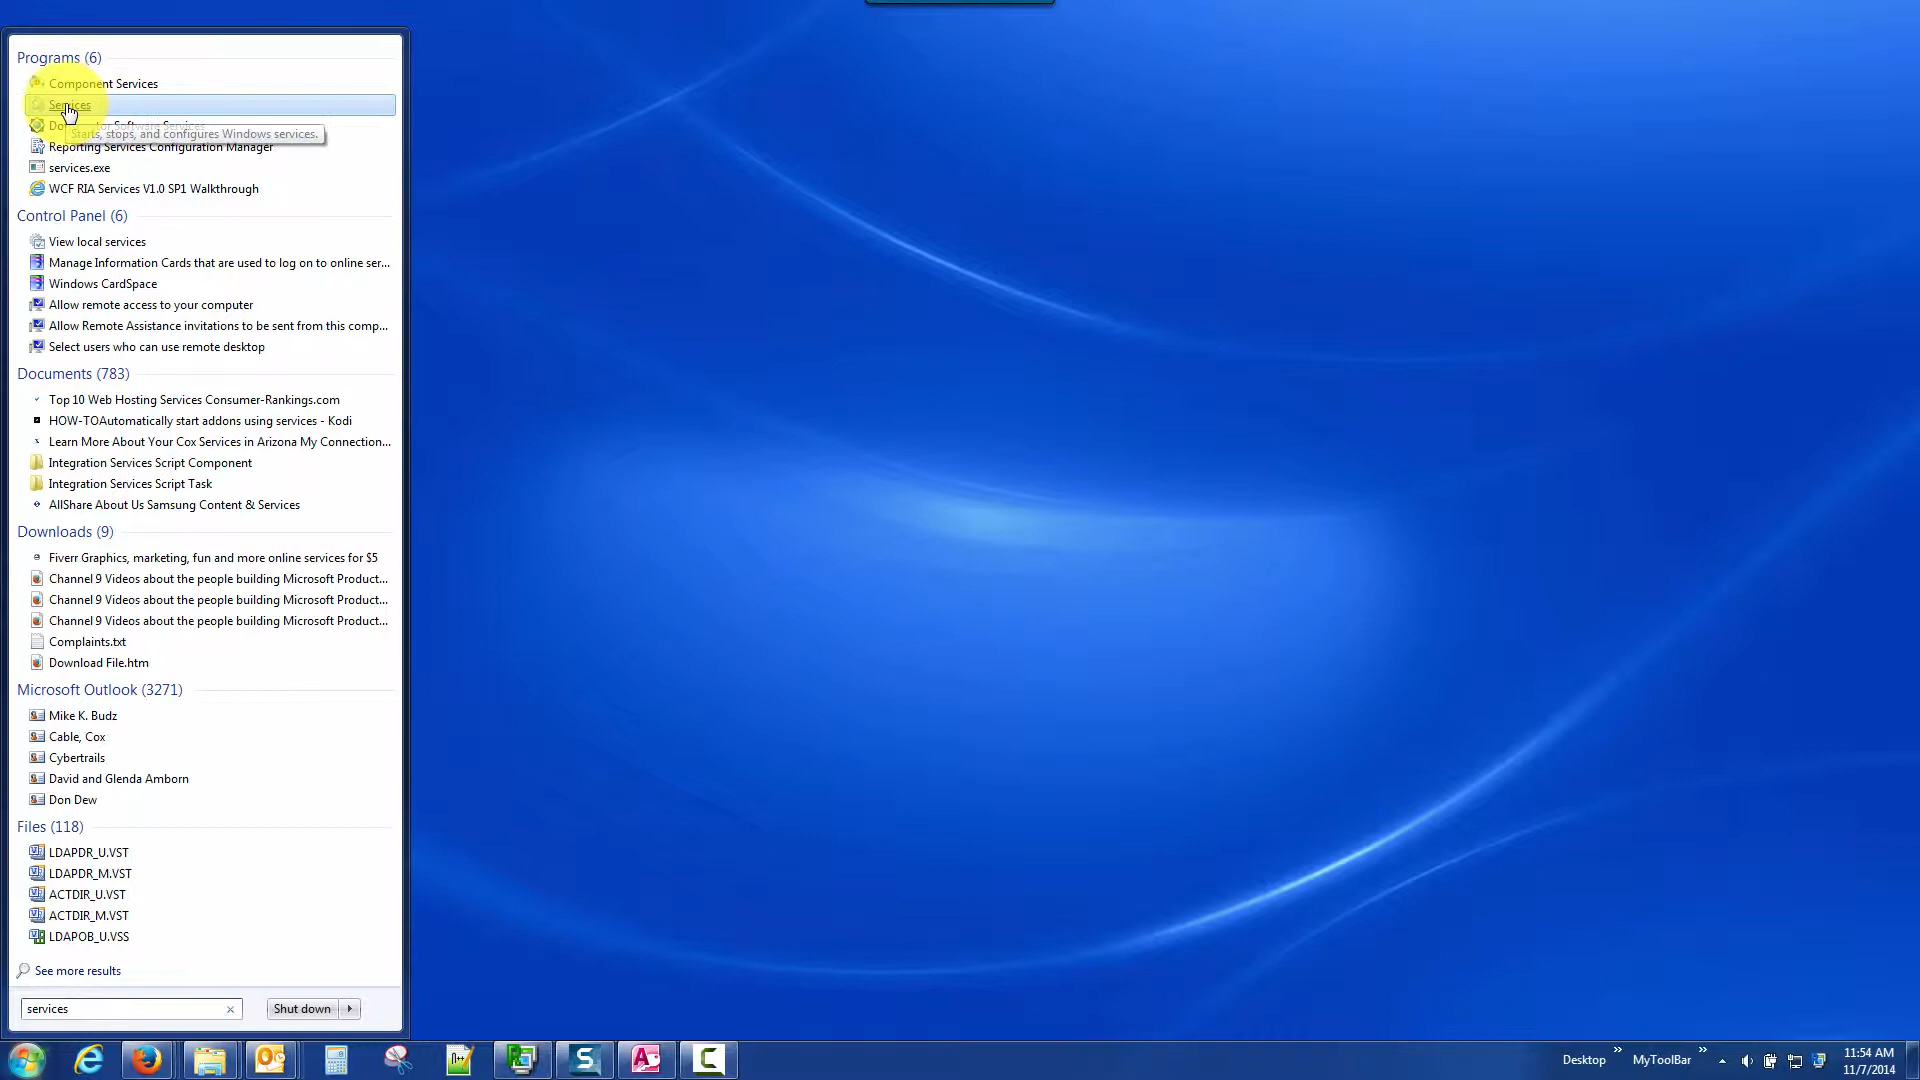 Programs (6)
Component Services
Services
Starts, stops, and configures Windows services.
Reporting Services Configuration Manager
services.exe
WCF RIA Services V1.0 SP1 Walkthrough
Control Panel (6)
View local services
Manage Information Cards that are used to log on to online ser...
Windows CardSpace
Allow remote access to your computer
Allow Remote Assistance invitations to be sent from this comp...
Select users who can use remote desktop
Documents (783)
Top 10 Web Hosting Services Consumer-Rankings.com
HOW-TOAutomatically start addons using services - Kodi
Learn More About Your Cox Services in Arizona My Connection...
Integration Services Script Component
Integration Services Script Task
AllShare About Us Samsung Content & Services
Downloads (9)
Fiverr Graphics, marketing, fun and more online services for $5
Channel 9 Videos about the people building Microsoft Product...
Channel 9 Videos about the people building Microsoft Product...
Channel 9 Videos about the people building Microsoft Product...
Complaints.txt
Download File.htm
Microsoft Outlook (3271)
Mike K. Budz
Cable, Cox
Cybertrails
David and Glenda Amborn
Don Dew
Files (118)
LDAPDR_U.VST
LDAPDR_M.VST
ACTDIR_U.VST
ACTDIR_M.VST
LDAPOB_U.VSS
See more results
services
Shut down
Desktop
MyToolBar
11:54 AM
11/7/2014